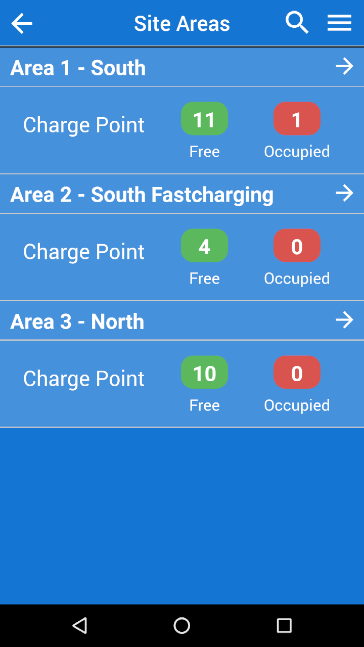 Site Areas
Area 1 - South
Charge Point 11 1
Free Occupied
Area 2 - South Fastcharging
Charge Point 4 0
Free Occupied
Area 3 - North
Charge Point 10 0
Free Occupied